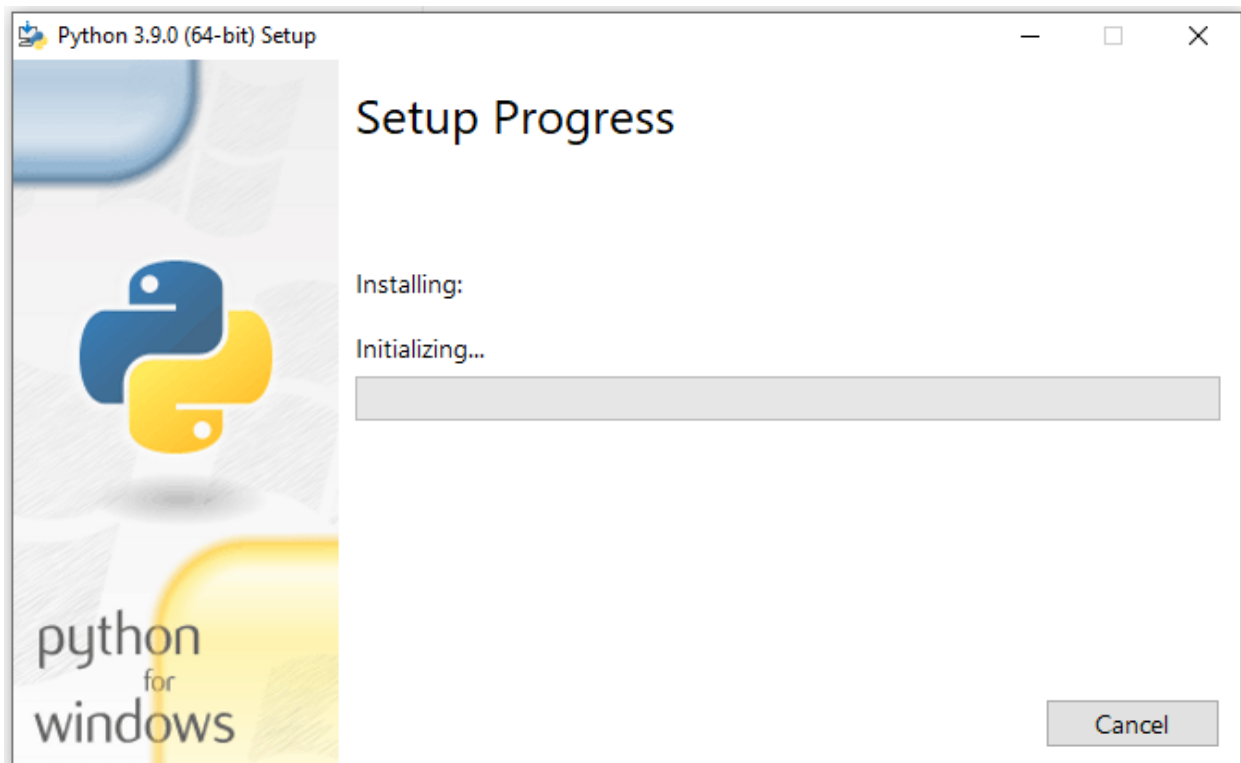 Python 3.9.0 (64-bit) Setup
Setup Progress
Installing:
Initializing...
python
for
windows
Cancel